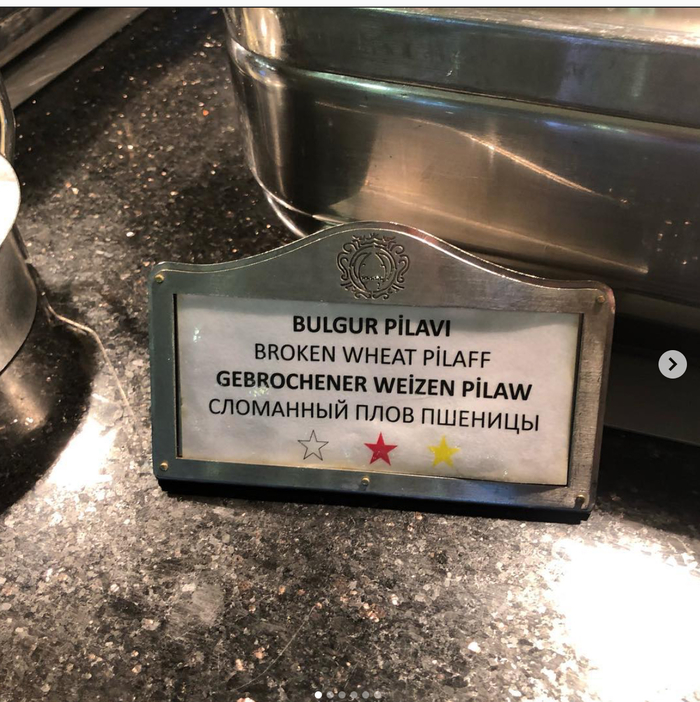 BULGUR PİLAVI
BROKEN WHEAT PİLAFF
GEBROCHENER WEİZEN PİLAW
СЛОМАННЫЙ ПЛОВ ПШЕНИЦЫ